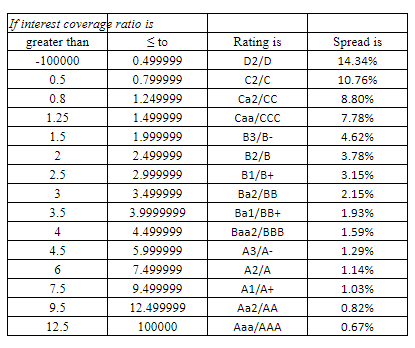 If interest coverage ratio is
greater than ≤ to Rating is Spread is
-100000 0.499999 D2/D 14.34%
0.5 0.799999 C2/C 10.76%
0.8 1.249999 Ca2/CC 8.80%
1.25 1.499999 Caa/CCC 7.78%
1.5 1.999999 B3/B- 4.62%
2 2.499999 B2/B 3.78%
2.5 2.999999 B1/B+ 3.15%
3 3.499999 Ba2/BB 2.15%
3.5 3.9999999 Ba1/BB+ 1.93%
4 4.499999 Baa2/BBB 1.59%
4.5 5.999999 A3/A- 1.29%
6 7.499999 A2/A 1.14%
7.5 9.499999 A1/A+ 1.03%
9.5 12.499999 Aa2/AA 0.82%
12.5 100000 Aaa/AAA 0.67%